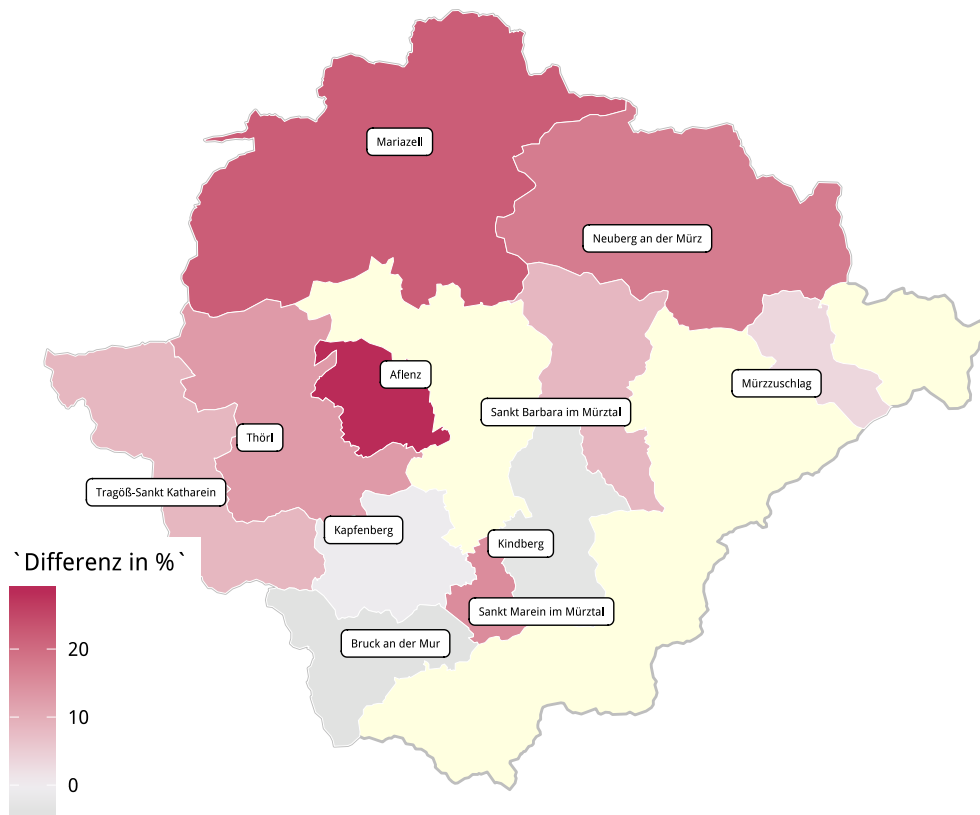 Mariazell
Neuberg an der Mürz
Aflenz
Mürzzuschlag
Sankt Barbara im Mürztal
Thörl
Tragöß-Sankt Katharein
Kapfenberg
Kindberg
Sankt Marein im Mürztal
Bruck an der Mur
`Differenz in %`
20
10
0